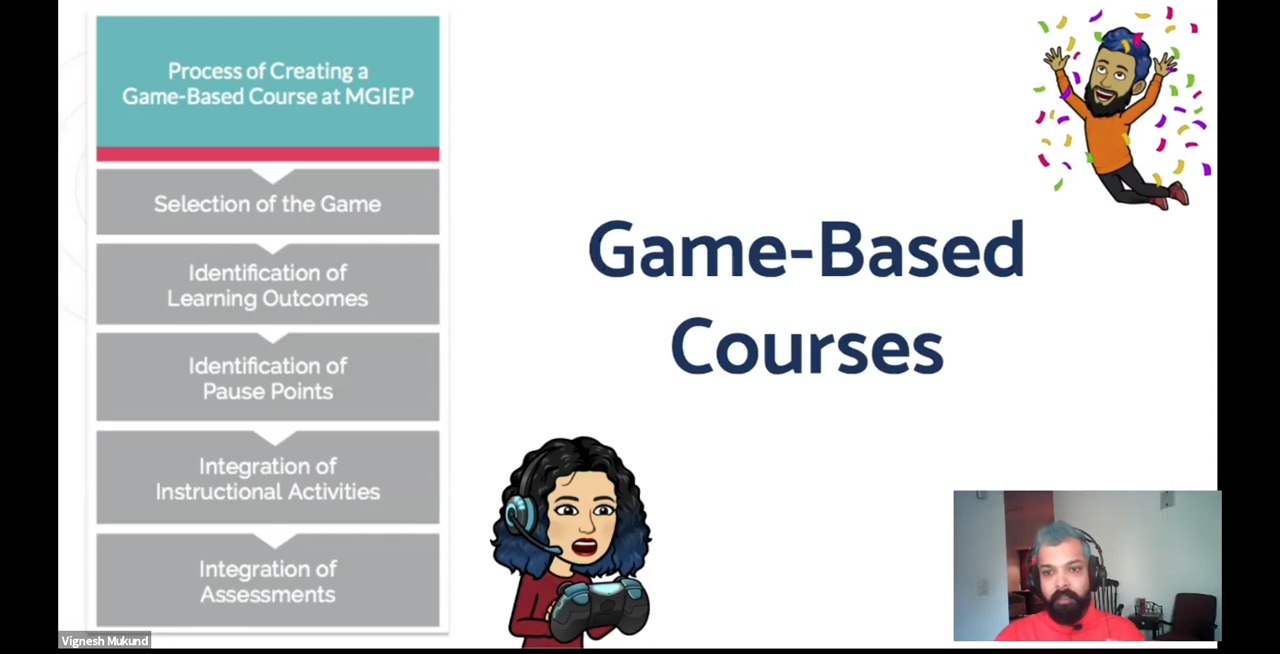 Process of Creating a
Game-Based Course at MGIEP
Selection of the Game
Identification of
Learning Outcomes
Identification of
Pause Points
Integration of
Instructional Activities
Integration of
Assessments
Game-Based
Courses
Vignesh Mukund